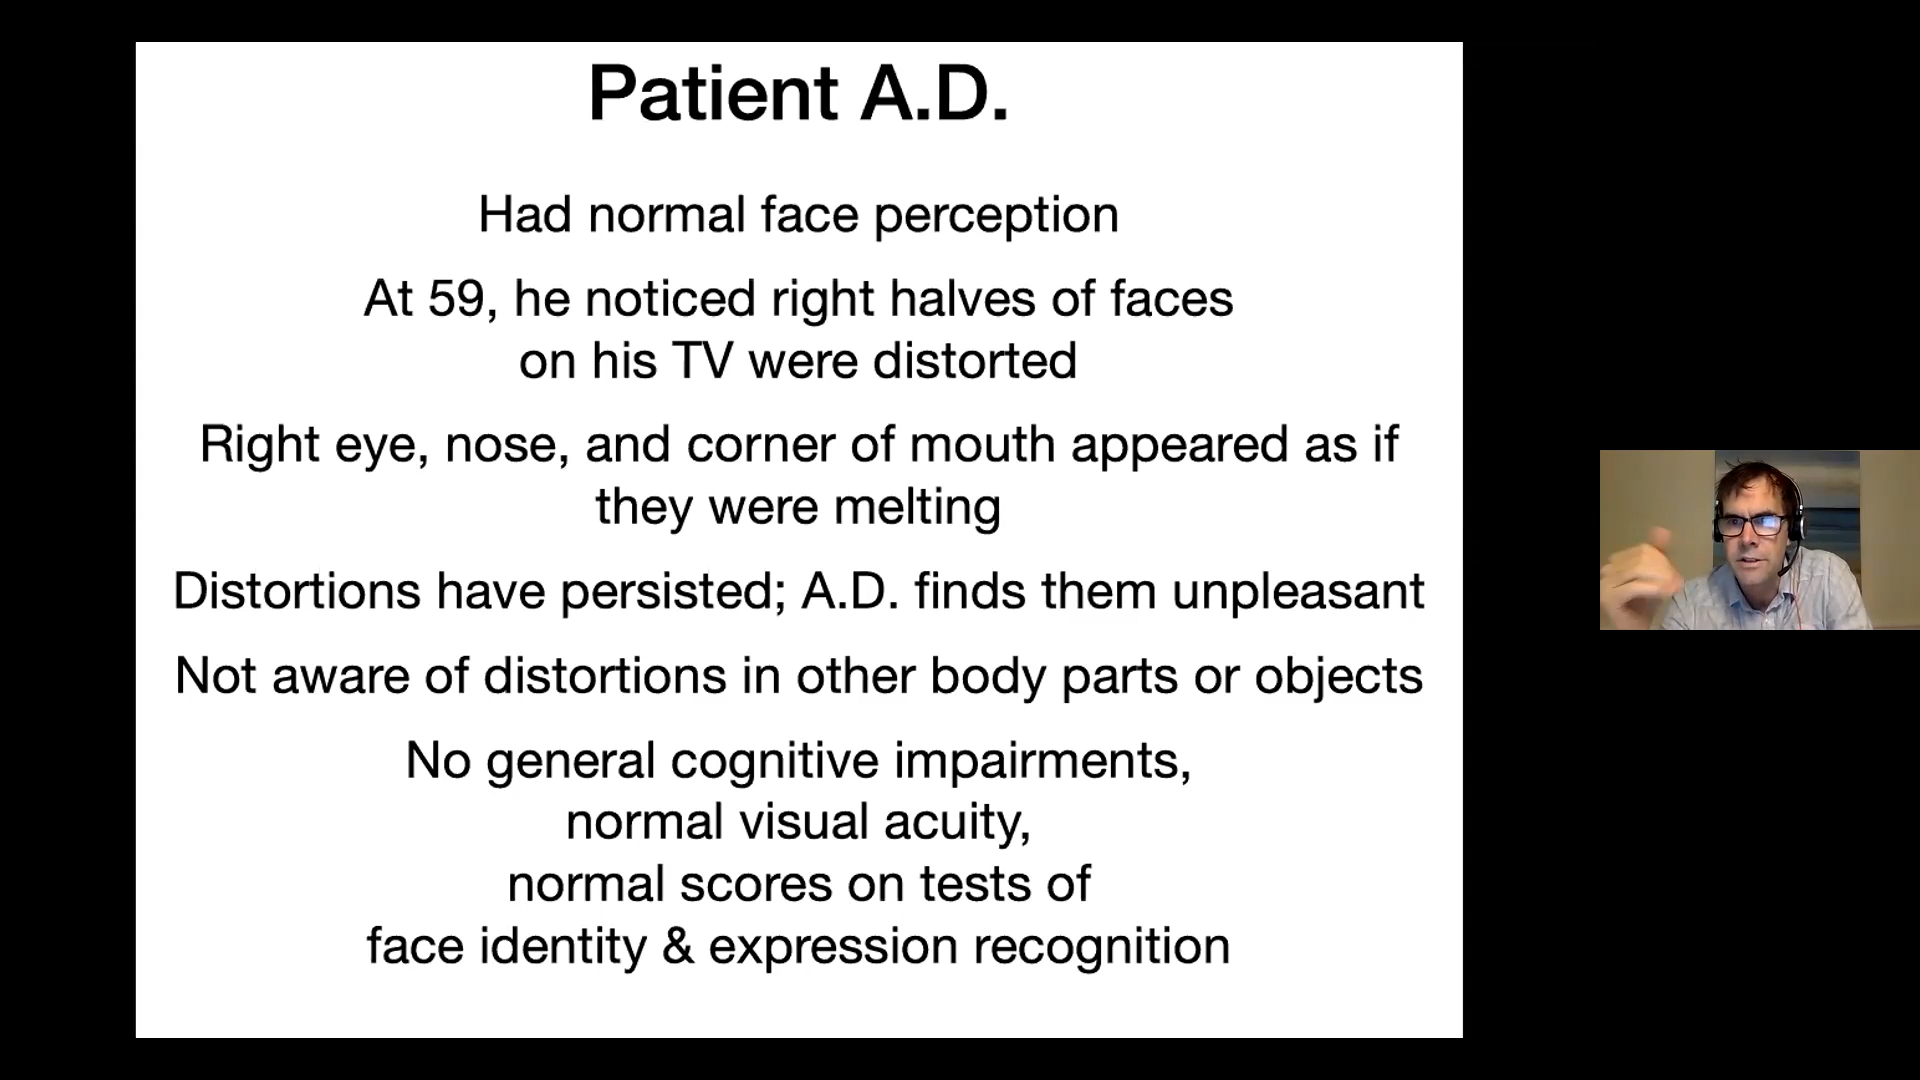 Patient A.D.
Had normal face perception
At 59, he noticed right halves of faces
on his TV were distorted
Right eye, nose, and corner of mouth appeared as if
they were melting
Distortions have persisted; A.D. finds them unpleasant
Not aware of distortions in other body parts or objects
No general cognitive impairments,
normal visual acuity,
normal scores on tests of
face identity & expression recognition